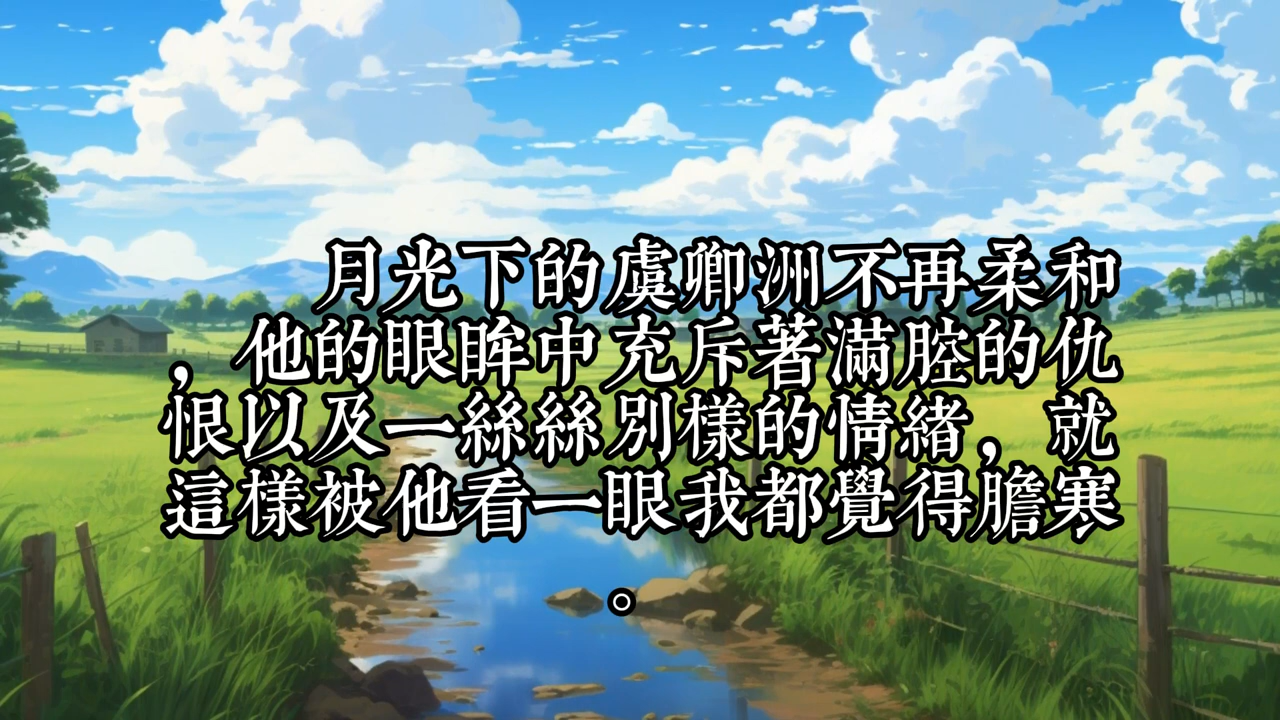 月光下的虞卿洲不再柔和
，他的眼眸中充斥著滿腔的仇
恨以及一絲絲別樣的情緒，就
這樣被他看一眼我都覺得膽寒
。